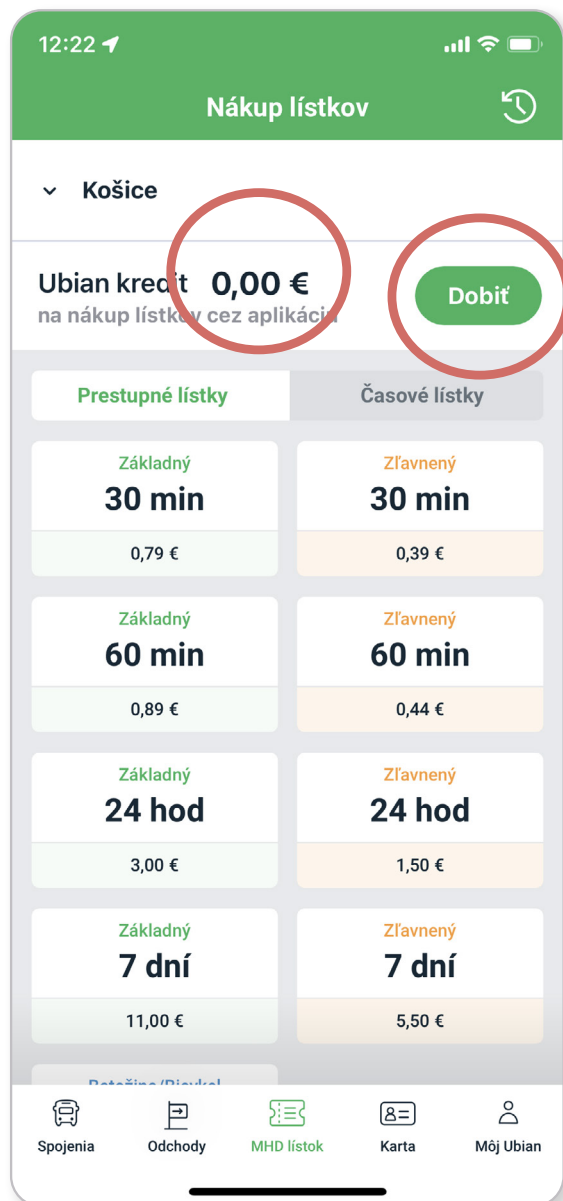 12:22
Nákup lístkov
Košice
Ubian kredit 0,00 €
na nákup lístkov cez aplikáciu
Dobiť
Prestupné lístky Časové lístky
Základný Zľavnený
30 min 30 min
0,79 € 0,39 €
Základný Zľavnený
60 min 60 min
0,89 € 0,44 €
Základný Zľavnený
24 hod 24 hod
3,00 € 1,50 €
Základný Zľavnený
7 dní 7 dní
11,00 € 5,50 €
Spojenia Odchody MHD lístok Karta Môj Ubian